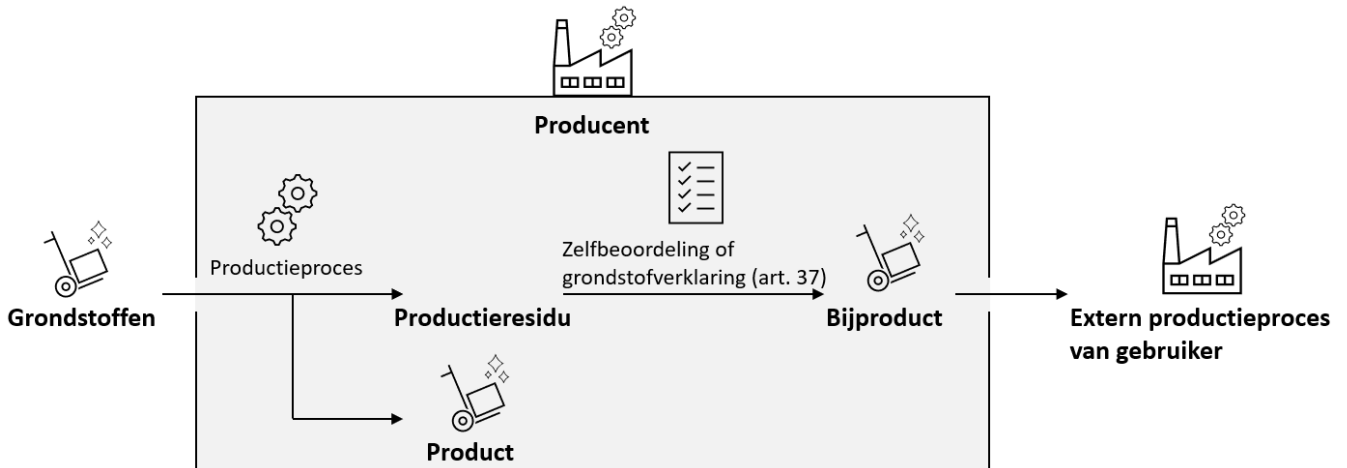 Producent
Productieproces
Zelfbeoordeling of
grondstofverklaring (art. 37)
Grondstoffen
Productieresidu
Bijproduct
Extern productieproces
van gebruiker
Product